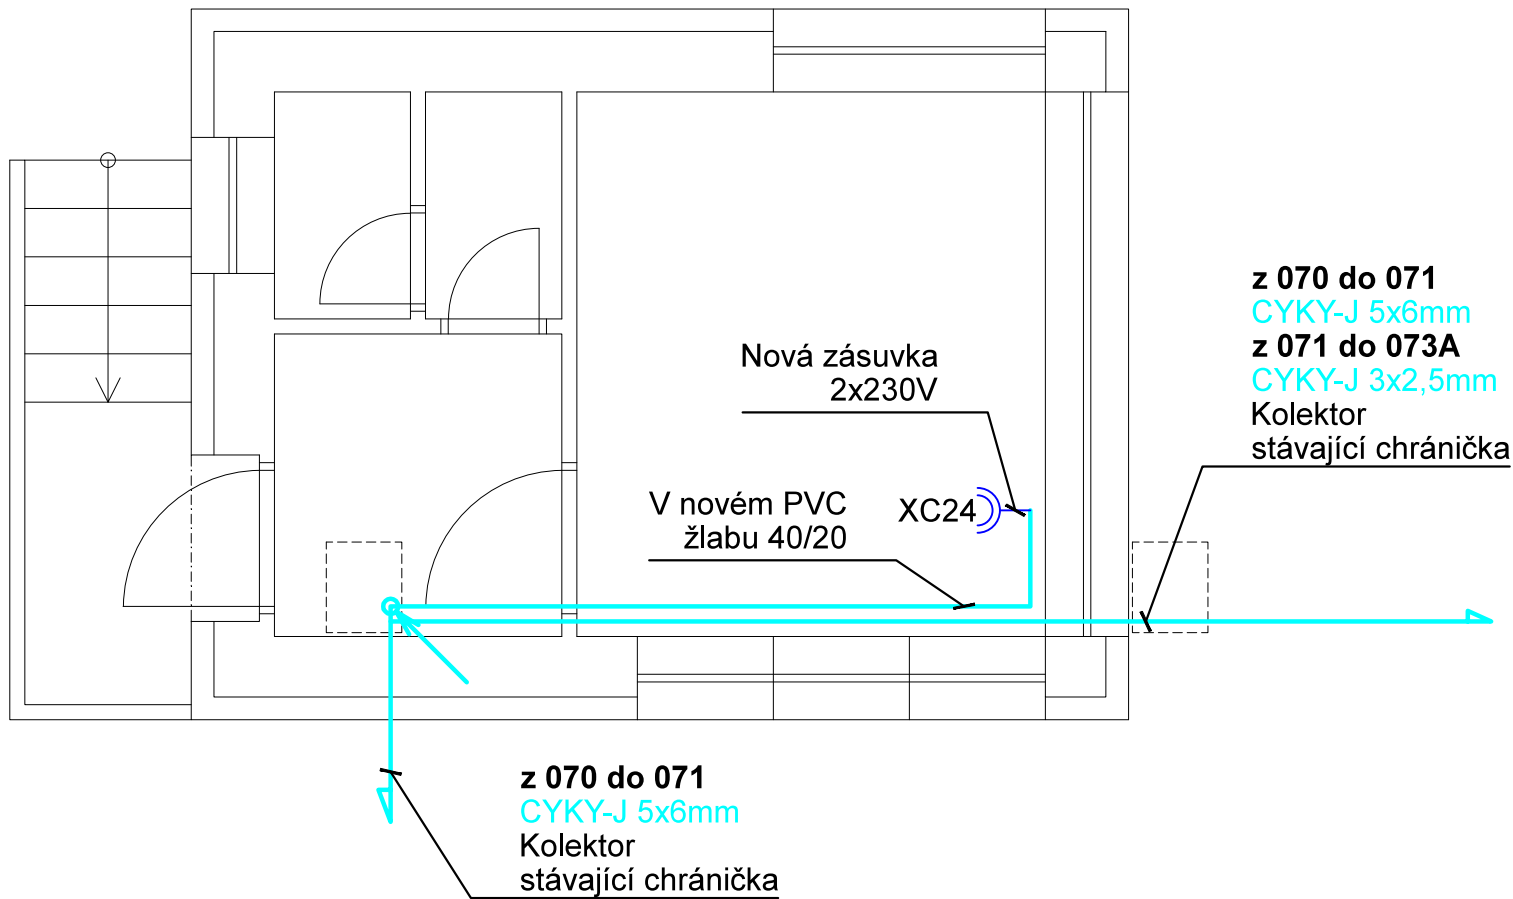 z 070 do 071
CYKY-J 5x6mm
z 071 do 073A
CYKY-J 3x2,5mm
Kolektor
stávající chránička
Nová zásuvka
2x230V
V novém PVC
žlabu 40/20
XC24
z 070 do 071
CYKY-J 5x6mm
Kolektor
stávající chránička